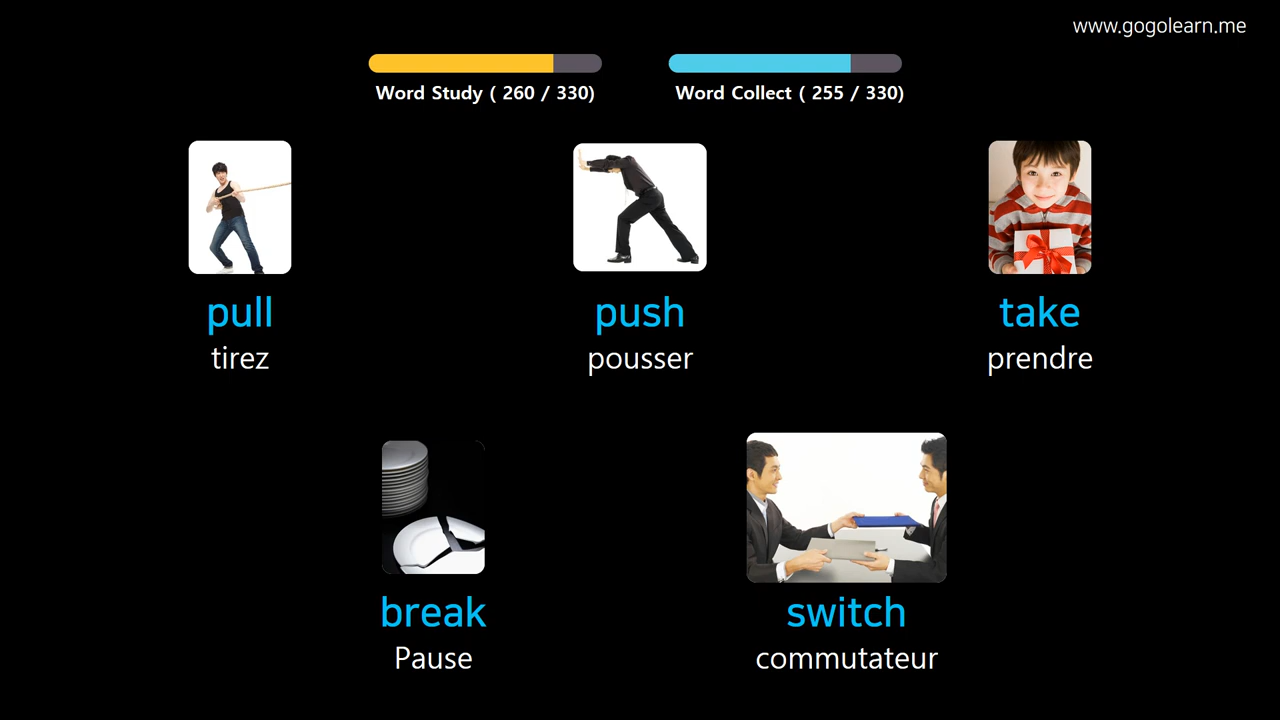 www.gogolearn.me
Word Study ( 260 / 330)
Word Collect ( 255 / 330)
pull
tirez
push
pousser
take
prendre
break
Pause
switch
commutateur